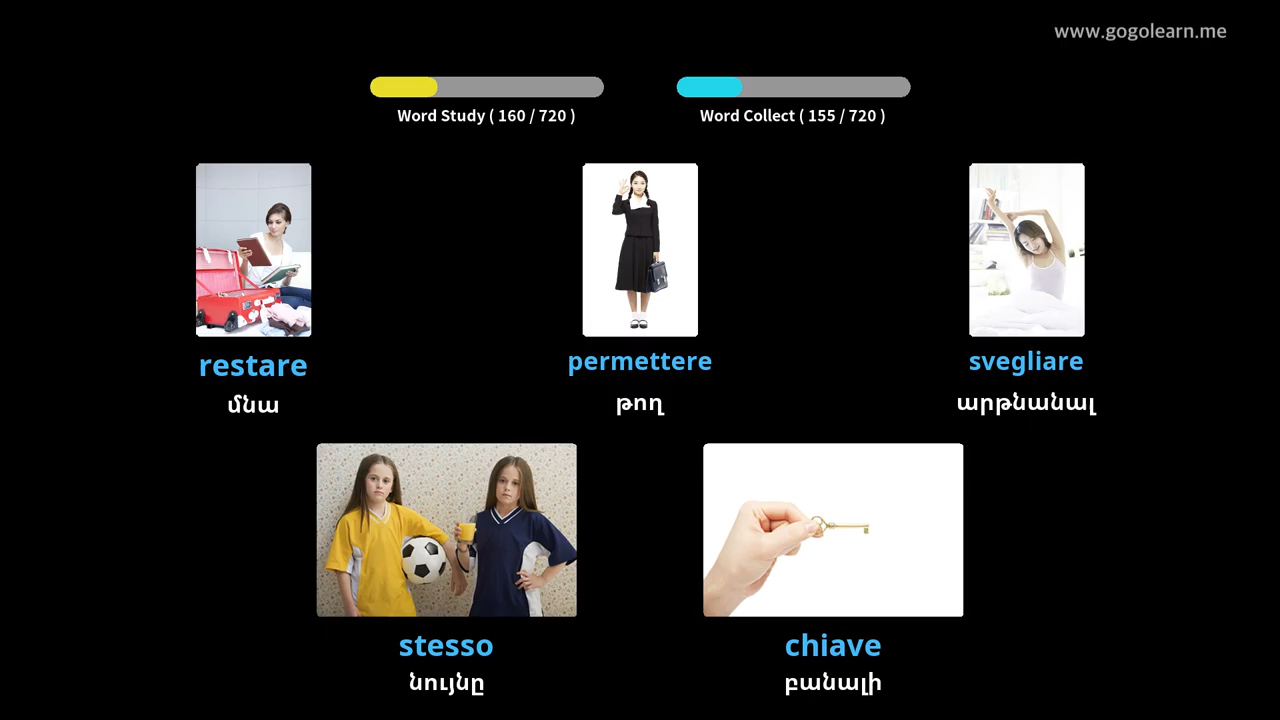 www.gogolearn.me
Word Study ( 160 / 720 )
Word Collect ( 155 / 720 )
restare
մնա
permettere
թող
svegliare
արթնանալ
stesso
նույնը
chiave
բանալի